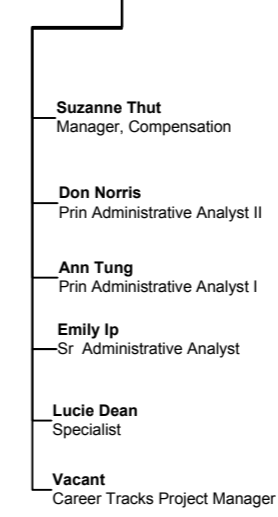 Suzanne Thut
Manager, Compensation
Don Norris
Prin Administrative Analyst II
Ann Tung
Prin Administrative Analyst I
Emily Ip
Sr Administrative Analyst
Lucie Dean
Specialist
Vacant
Career Tracks Project Manager